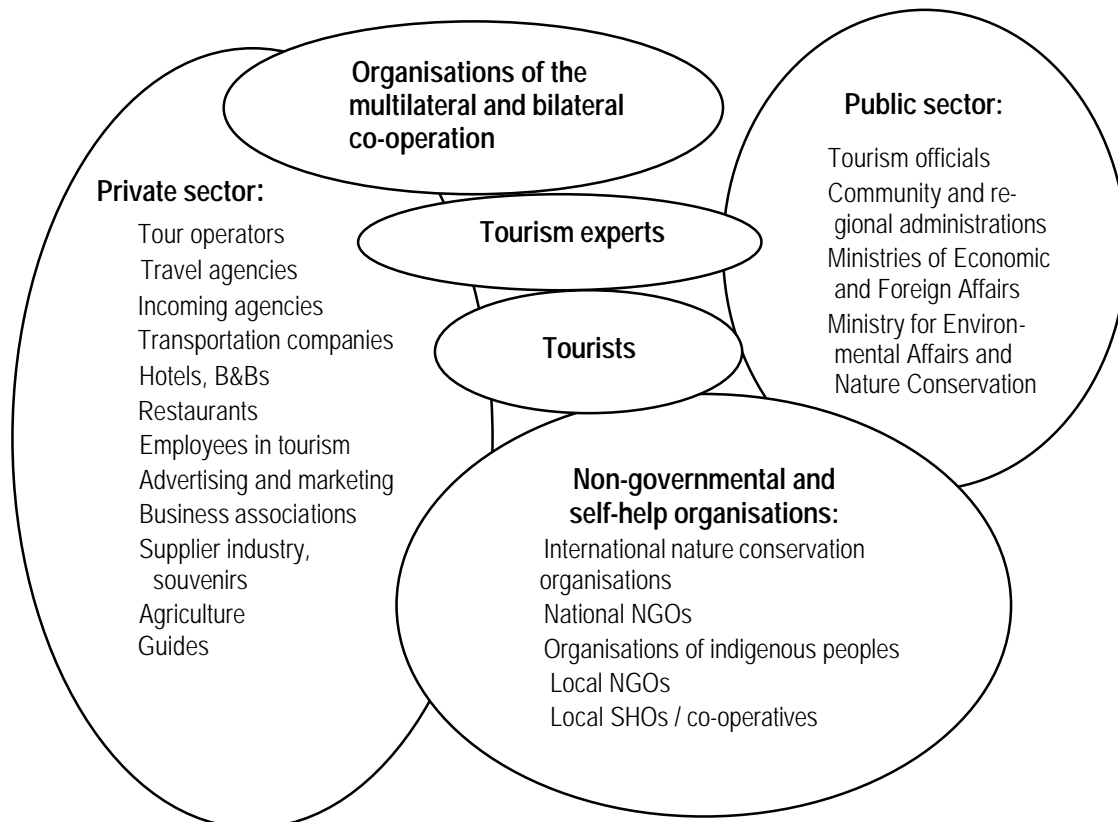 Organisations of the
multilateral and bilateral
co-operation
Private sector:
Tour operators
Travel agencies
Incoming agencies
Transportation companies
Hotels, B&Bs
Restaurants
Employees in tourism
Advertising and marketing
Business associations
Supplier industry,
souvenirs
Agriculture
Guides
Tourism experts
Tourists
Public sector:
Tourism officials
Community and re-
gional administrations
Ministries of Economic
and Foreign Affairs
Ministry for Environ-
mental Affairs and
Nature Conservation
Non-governmental and
self-help organisations:
International nature conservation
organisations
National NGOs
Organisations of indigenous peoples
Local NGOs
Local SHOs / co-operatives